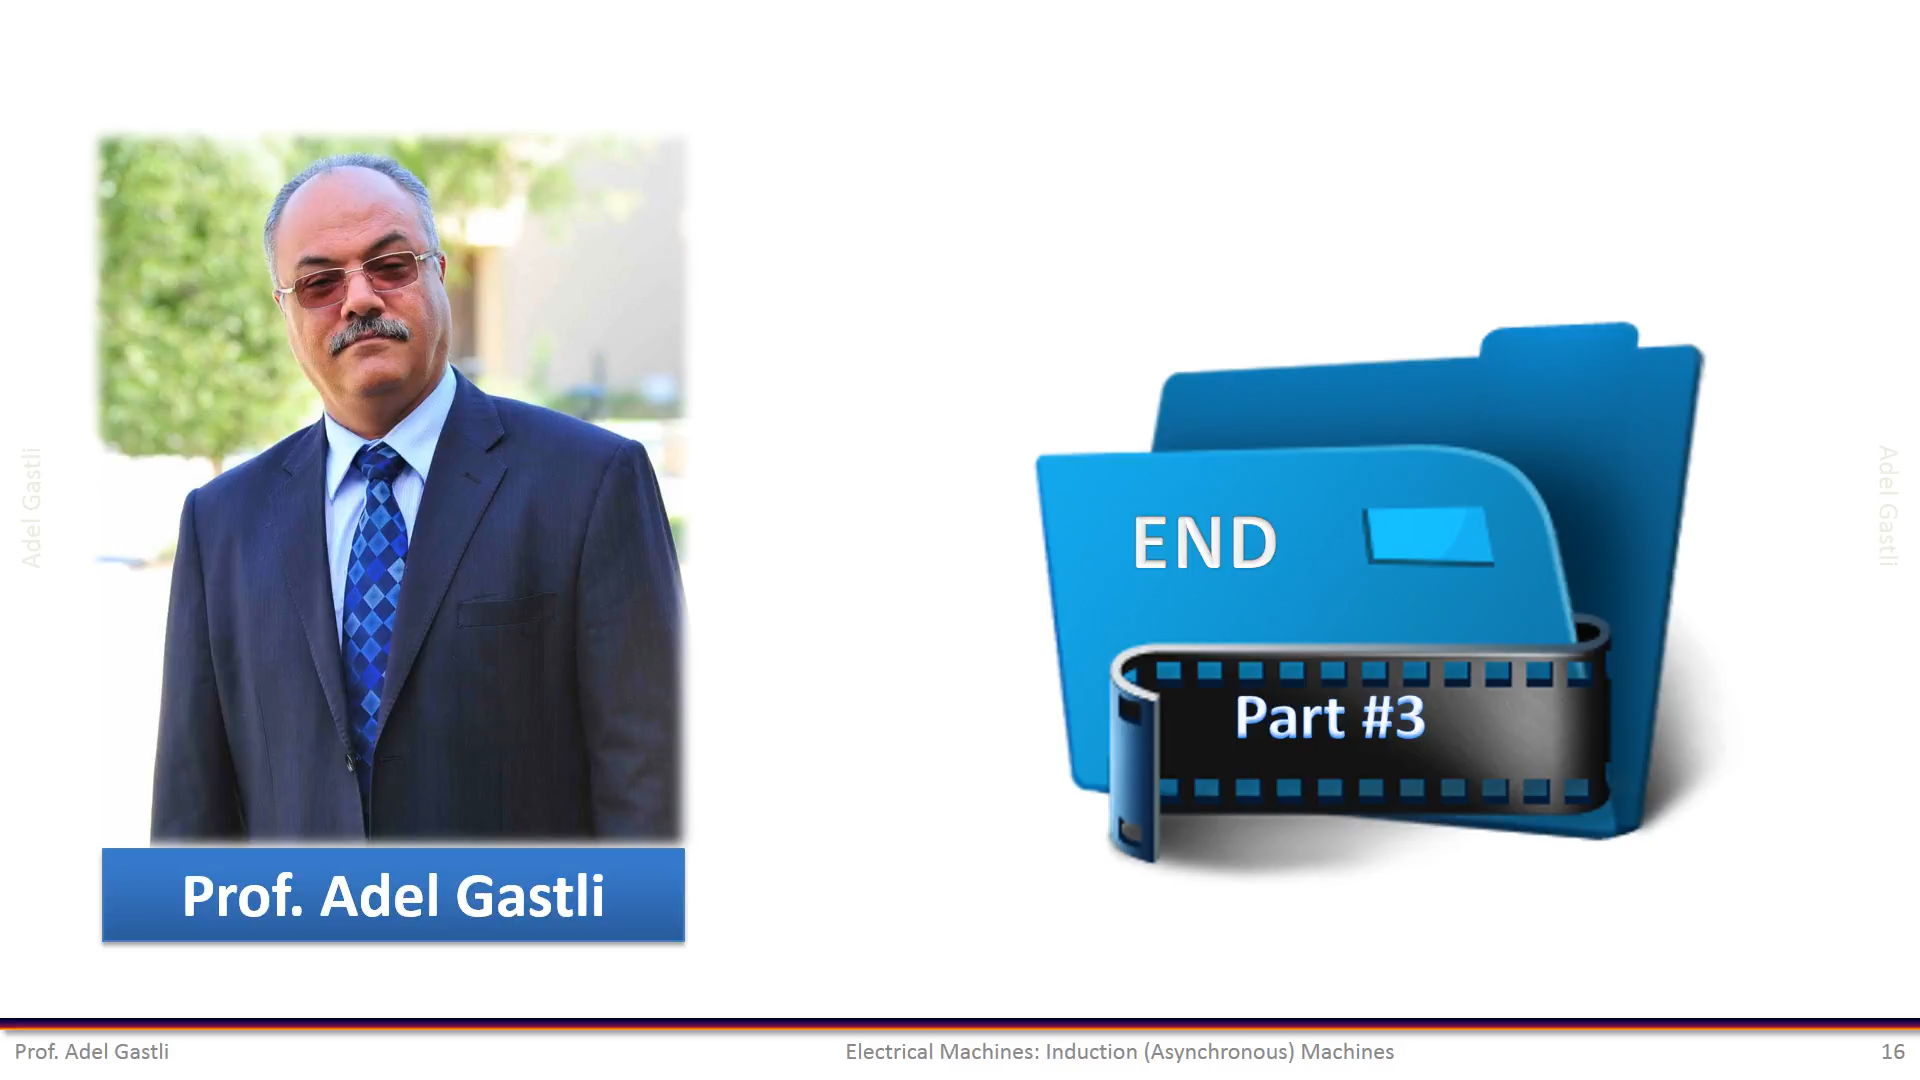 Adel Gastli
END
Part #3
Prof. Adel Gastli
Adel Gastli
Prof. Adel Gastli
Electrical Machines: Induction (Asynchronous) Machines
16